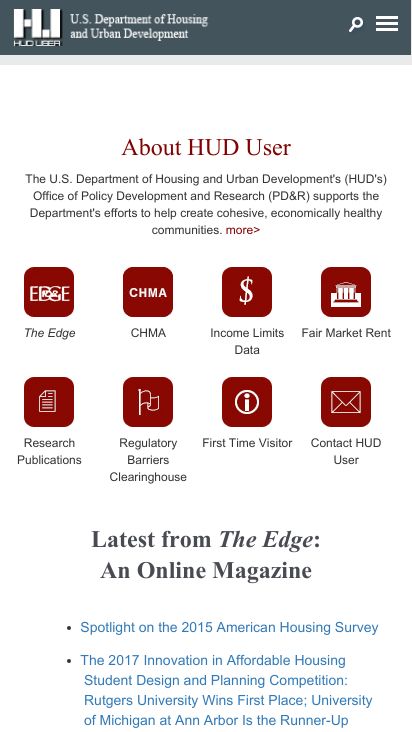 HUD USER
U.S. Department of Housing
and Urban Development
About HUD User
The U.S. Department of Housing and Urban Development's (HUD's)
Office of Policy Development and Research (PD&R) supports the
Department's efforts to help create cohesive, economically healthy
communities. more>
CHMA
$
The Edge
CHMA
Income Limits
Data
Fair Market Rent
Research
Publications
Regulatory
Barriers
Clearinghouse
First Time Visitor
Contact HUD
User
Latest from The Edge:
An Online Magazine
• Spotlight on the 2015 American Housing Survey
• The 2017 Innovation in Affordable Housing
Student Design and Planning Competition:
Rutgers University Wins First Place; University
of Michigan at Ann Arbor Is the Runner-Up